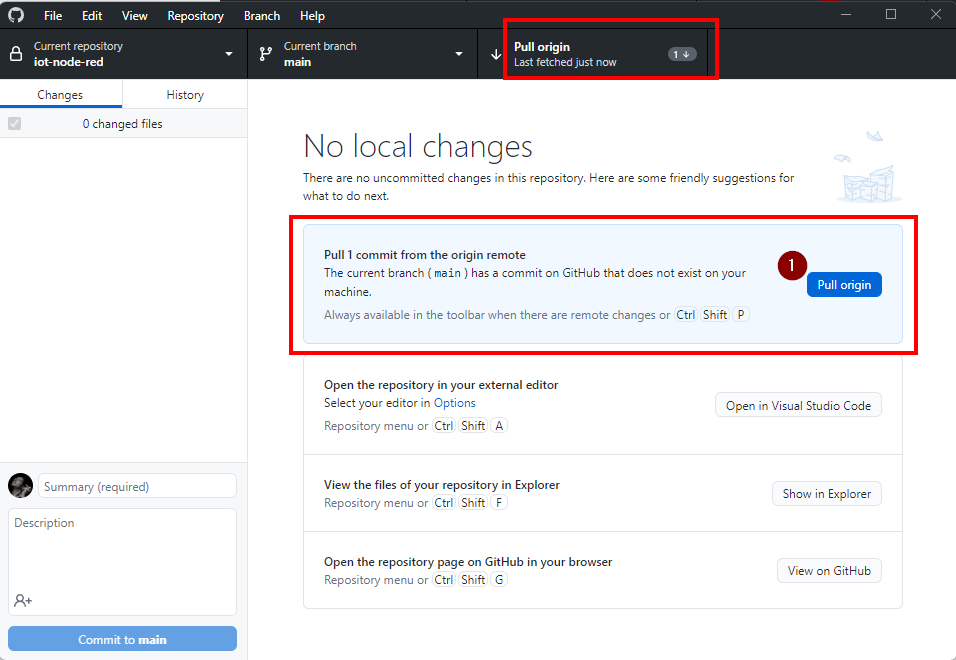 File Edit View Repository Branch Help
Current repository
iot-node-red
Current branch
main
Pull origin
Last fetched just now
1
Changes
History
0 changed files
No local changes
There are no uncommitted changes in this repository. Here are some friendly suggestions for
what to do next.
Pull 1 commit from the origin remote
The current branch ( main ) has a commit on GitHub that does not exist on your
machine.
Always available in the toolbar when there are remote changes or Ctrl Shift P
1
Pull origin
Open the repository in your external editor
Select your editor in Options
Repository menu or Ctrl Shift A
Open in Visual Studio Code
View the files of your repository in Explorer
Repository menu or Ctrl Shift F
Show in Explorer
Open the repository page on GitHub in your browser
Repository menu or Ctrl Shift G
View on GitHub
Summary (required)
Description
Commit to main